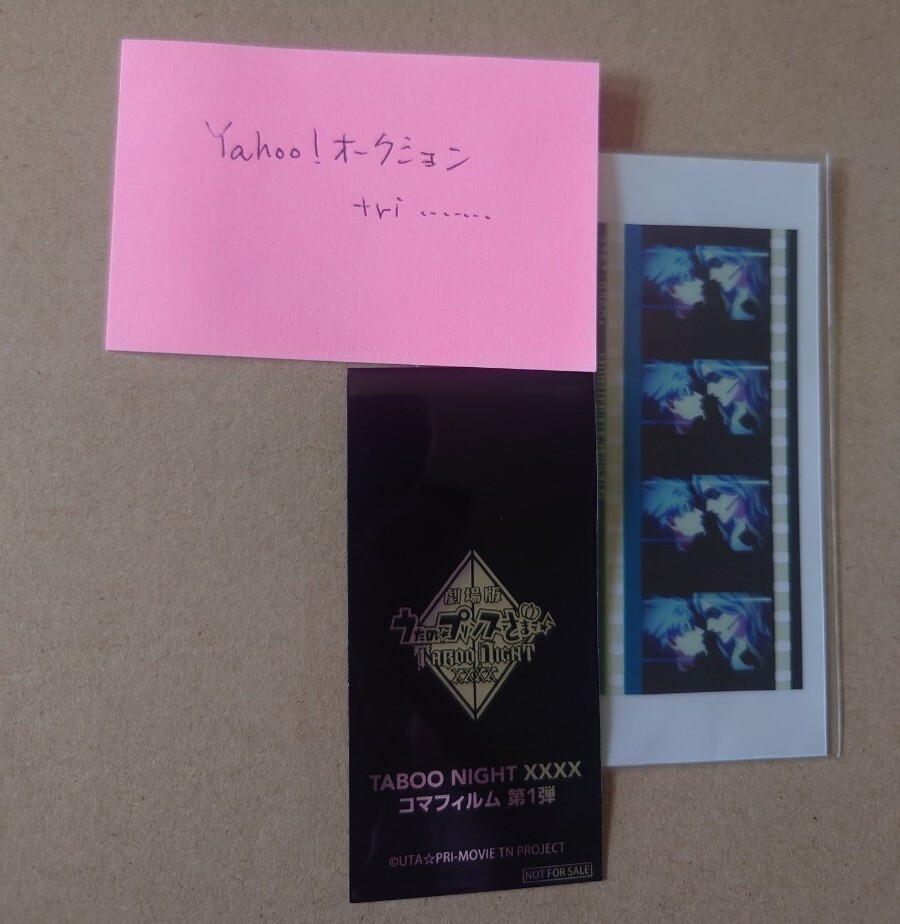 Yahoo!オークション
tri ........
劇場版
うたの☆プリンスさまっ♪
TABOO NIGHT
XXXX
TABOO NIGHT XXXX
コマフィルム 第1弾
©UTA☆PRI-MOVIE TN PROJECT
NOT FOR SALE